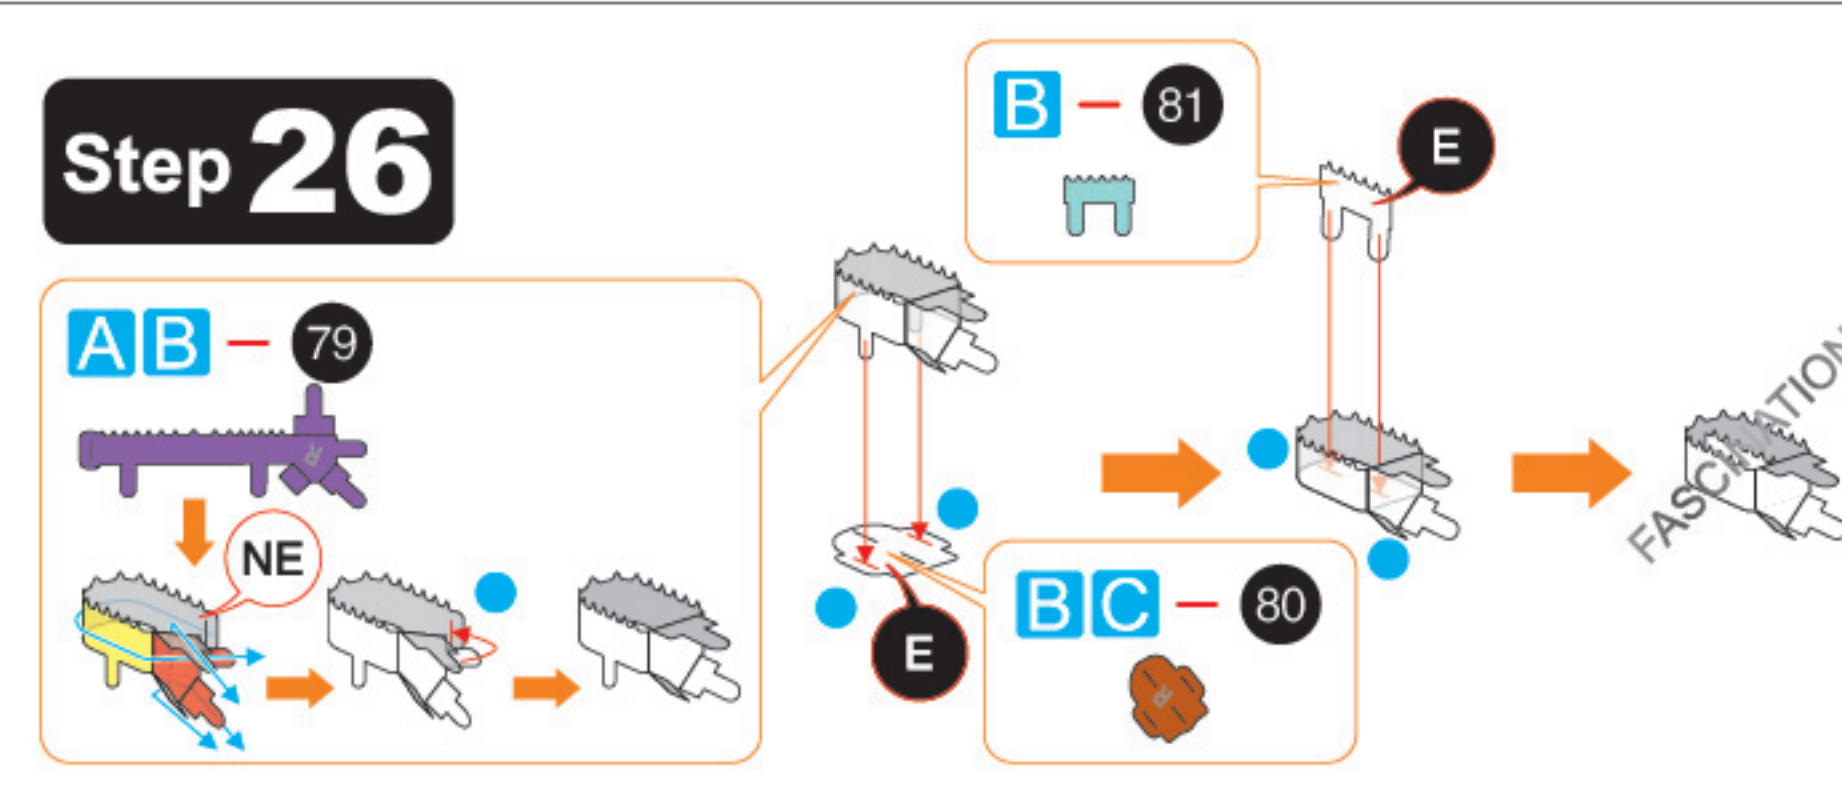 Step 26
A B - 79
NE
E
B C - 80
B - 81
E
FASCINATION